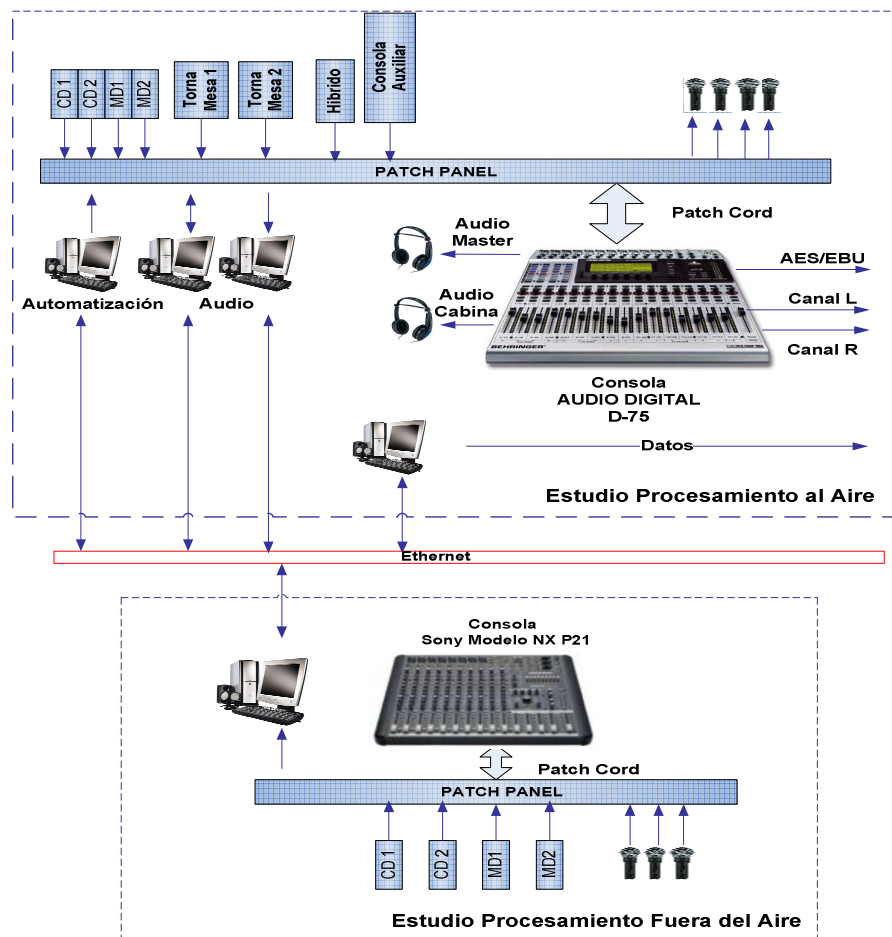 CD 1
CD 2
MD1
MD2
Torna
Mesa 1
Torna
Mesa 2
Hibrido
Consola
Auxiliar
PATCH PANEL
Patch Cord
Audio
Master
AES/EBU
Automatización
Audio
Audio
Cabina
Canal L
BEHRINGER
Canal R
Consola
AUDIO DIGITAL
D-75
Datos
Estudio Procesamiento al Aire
Ethernet
Consola
Sony Modelo NX P21
Patch Cord
PATCH PANEL
CD 1
CD 2
MD1
MD2
Estudio Procesamiento Fuera del Aire